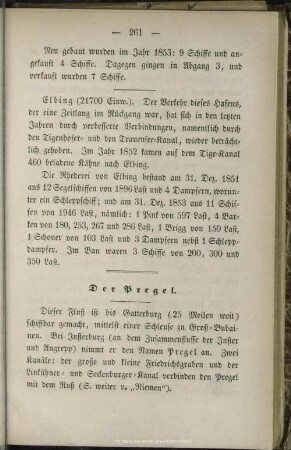 — 261 —
Neu gebaut wurden im Jahr 1853: 9 Schiffe und an-
gekauft 4 Schiffe. Dagegen gingen in Abgang 3, und
verkauft wurden 7 Schiffe.
Elbing (21700 Einw.). Der Verkehr dieses Hafens,
der eine Zeitlang im Rückgang war, hat sich in den letzten
Jahren durch verbesserte Verbindungen, namentlich durch
den Tigenhofer- und den Trauensee-Kanal, wieder beträcht-
lich gehoben. Im Jahr 1852 kamen auf dem Tige-Kanal
460 beladene Kähne nach Elbing.
Die Rhederei von Elbing bestand am 31. Dez. 1851
aus 12 Segelschiffen von 1896 Last und 4 Dampfern, worun-
ter ein Schleppschiff; und am 31. Dez. 1853 aus 11 Schif-
fen von 1946 Last, nämlich: 1 Pink von 597 Last, 4 Bar-
ken von 180, 253, 267 und 286 Last, 1 Brigg von 150 Last,
1 Schoner von 103 Last und 3 Dampfern nebst 1 Schlepp-
dampfer. Im Bau waren 3 Schiffe von 200, 300 und
350 Last.
Der Pregel.
Dieser Fluß ist bis Gatterburg (25 Meilen weit)
schiffbar gemacht, mittelst einer Schleuse zu Groß-Bubai-
nen. Bei Insterburg (an dem Zusammenflusse der Inster
und Angrepp) nimmt er den Namen Pregel an. Zwei
Kanäle: der große und kleine Friedrichsgraben und der
Linkühner- und Seckenburger-Kanal verbinden den Pregel
mit dem Ruß (S. weiter u. „Niemen“).